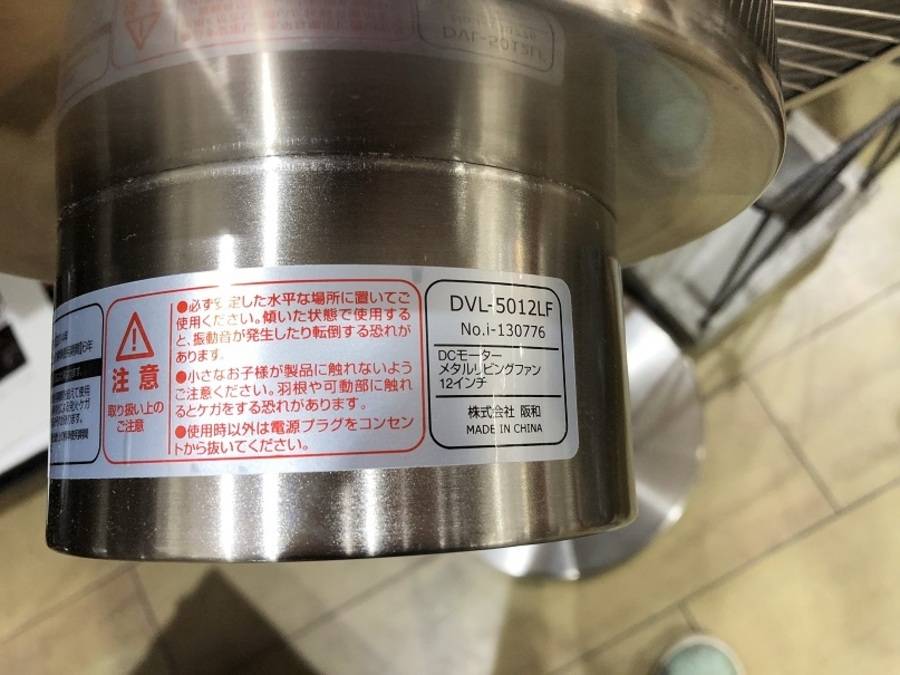 注意
取り扱い上の
ご注意
●必ず安定した水平な場所に置いてご
使用ください。傾いた状態で使用する
と、振動音が発生したり転倒する恐れが
あります。
●小さなお子様が製品に触れないよう
ご注意ください。羽根や可動部に触れ
るとケガをする恐れがあります。
●使用時以外は電源プラグをコンセン
トから抜いてください。
DVL-5012LF
No.i-130776
DCモーター
メタルリビングファン
12インチ
株式会社 阪和
MADE IN CHINA